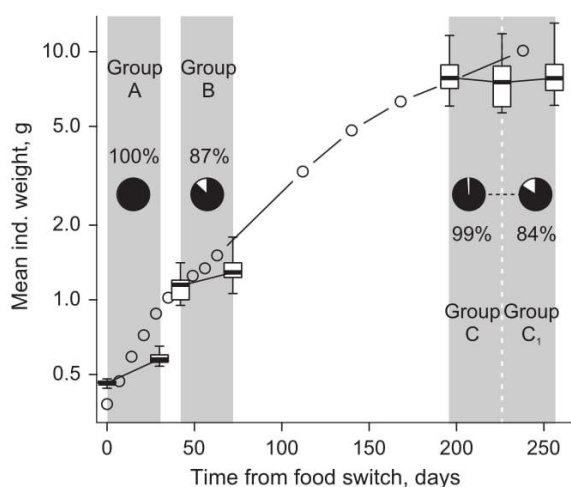 10.0
5.0
2.0
1.0
0.5
Mean ind. weight, g
Group
A
100%
Group
B
87%
99%
84%
Group
C
Group
C₁
0
50
100
150
200
250
Time from food switch, days